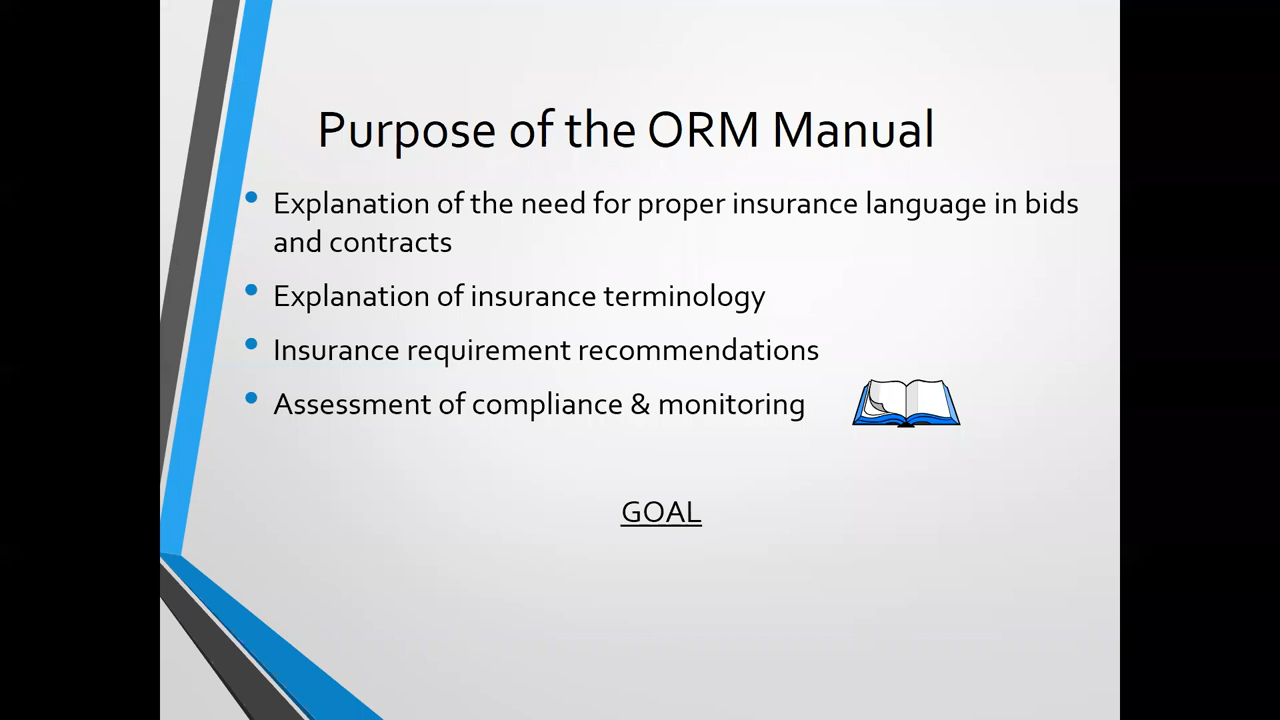 Purpose of the ORM Manual
• Explanation of the need for proper insurance language in bids
and contracts
• Explanation of insurance terminology
• Insurance requirement recommendations
• Assessment of compliance & monitoring
GOAL